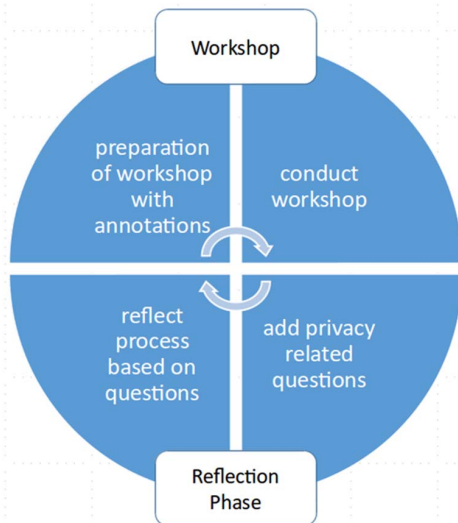 Workshop
preparation
of workshop
with
annotations
conduct
workshop
reflect
process
based on
questions
add privacy
related
questions
Reflection
Phase